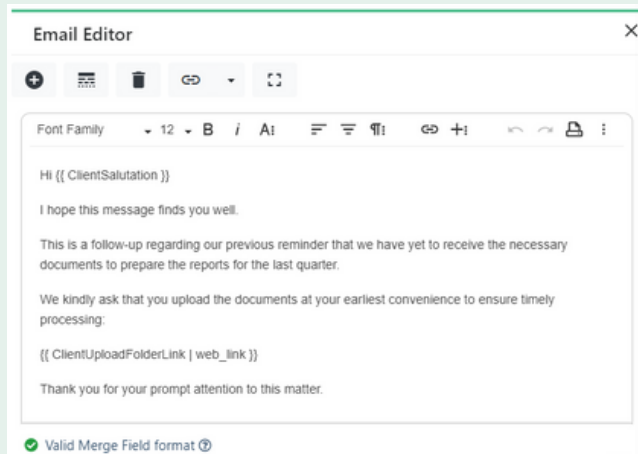 Email Editor
Font Family 12 B i A
Hi {{ ClientSalutation }}
I hope this message finds you well.
This is a follow-up regarding our previous reminder that we have yet to receive the necessary
documents to prepare the reports for the last quarter.
We kindly ask that you upload the documents at your earliest convenience to ensure timely
processing:
{{ ClientUploadFolderLink | web_link }}
Thank you for your prompt attention to this matter.
Valid Merge Field format